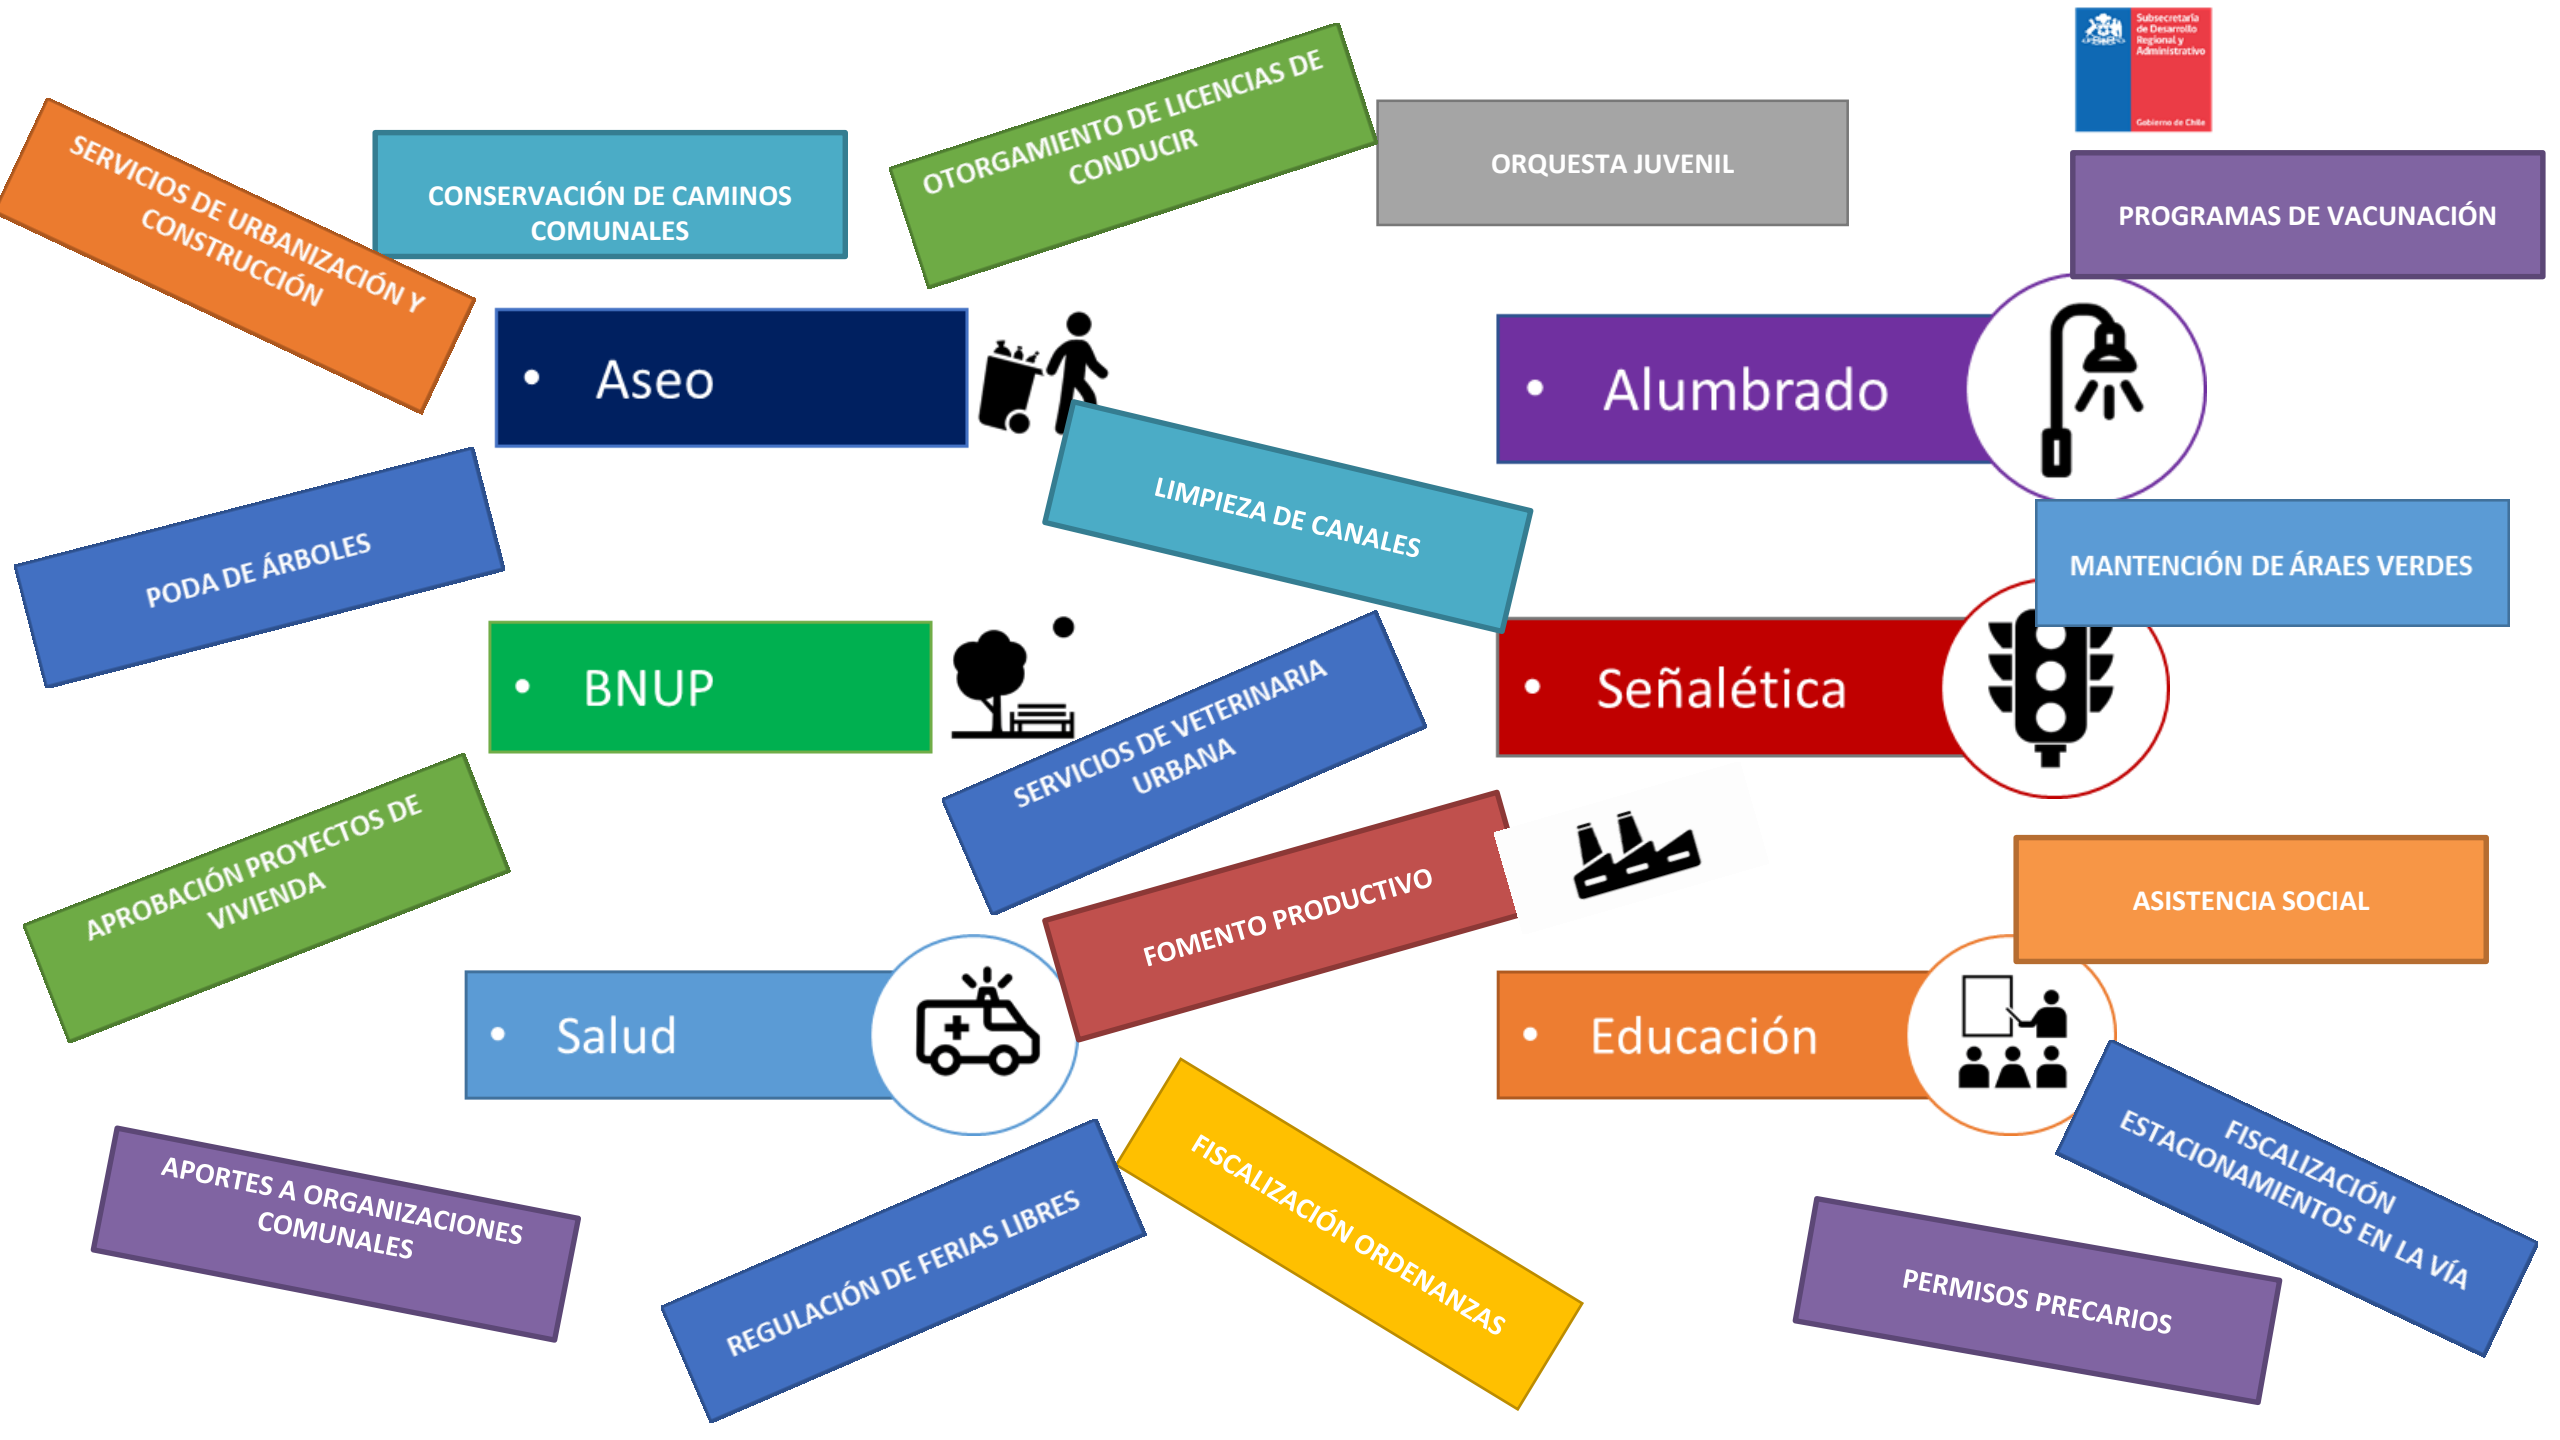 Subsecretaría
de Desarrollo
Regional y
Administrativo
Gobierno de Chile
OTORGAMIENTO DE LICENCIAS DE
CONDUCIR
ORQUESTA JUVENIL
SERVICIOS DE URBANIZACIÓN Y
CONSTRUCCIÓN
CONSERVACIÓN DE CAMINOS
COMUNALES
PROGRAMAS DE VACUNACIÓN
• Aseo
• Alumbrado
LIMPIEZA DE CANALES
PODA DE ÁRBOLES
MANTENCIÓN DE ÁRAES VERDES
• BNUP
• Señalética
SERVICIOS DE VETERINARIA
URBANA
APROBACIÓN PROYECTOS DE
VIVIENDA
FOMENTO PRODUCTIVO
ASISTENCIA SOCIAL
• Salud
• Educación
APORTES A ORGANIZACIONES
COMUNALES
REGULACIÓN DE FERIAS LIBRES
FISCALIZACIÓN ORDENANZAS
FISCALIZACIÓN
ESTACIONAMIENTOS EN LA VÍA
PERMISOS PRECARIOS